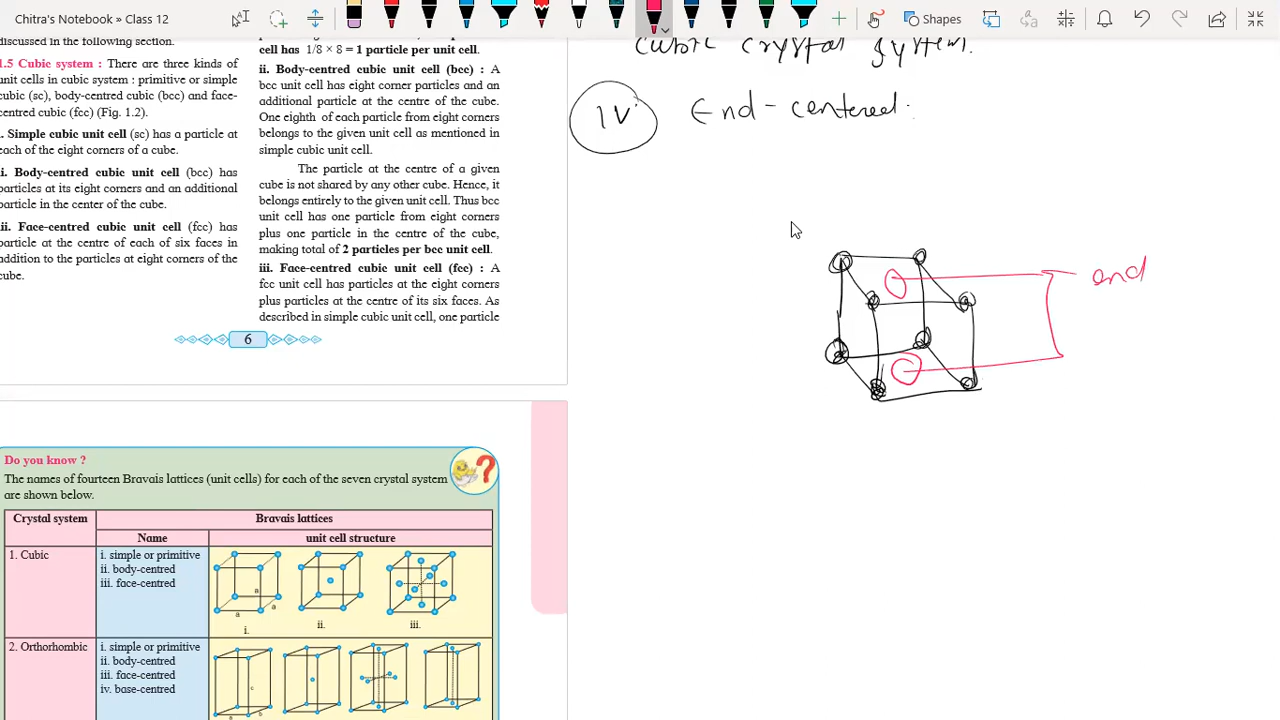 Chitra's Notebook » Class 12
Shapes
discussed in the following section.
1.5 Cubic system : There are three kinds of
unit cells in cubic system : primitive or simple
cubic (sc), body-centred cubic (bcc) and face-
centred cubic (fcc) (Fig. 1.2).
i. Simple cubic unit cell (sc) has a particle at
each of the eight corners of a cube.
ii. Body-centred cubic unit cell (bcc) has
particles at its eight corners and an additional
particle in the center of the cube.
iii. Face-centred cubic unit cell (fcc) has
particle at the centre of each of six faces in
addition to the particles at eight corners of the
cube.
cell has 1/8 × 8 = 1 particle per unit cell.
ii. Body-centred cubic unit cell (bcc) : A
bcc unit cell has eight corner particles and an
additional particle at the centre of the cube.
One eighth of each particle from eight corners
belongs to the given unit cell as mentioned in
simple cubic unit cell.
The particle at the centre of a given
cube is not shared by any other cube. Hence, it
belongs entirely to the given unit cell. Thus bcc
unit cell has one particle from eight corners
plus one particle in the centre of the cube,
making total of 2 particles per bcc unit cell.
iii. Face-centred cubic unit cell (fcc) : A
fcc unit cell has particles at the eight corners
plus particles at the centre of its six faces. As
described in simple cubic unit cell, one particle
6
Do you know ?
The names of fourteen Bravais lattices (unit cells) for each of the seven crystal system
are shown below.
Crystal system
Bravais lattices
Name
unit cell structure
1. Cubic
i. simple or primitive
ii. body-centred
iii. face-centred
a
a
a
i.
ii.
iii.
2. Orthorhombic
i. simple or primitive
ii. body-centred
iii. face-centred
iv. base-centred
c
a
b
cubic crystal system.
IV
End-centered
end